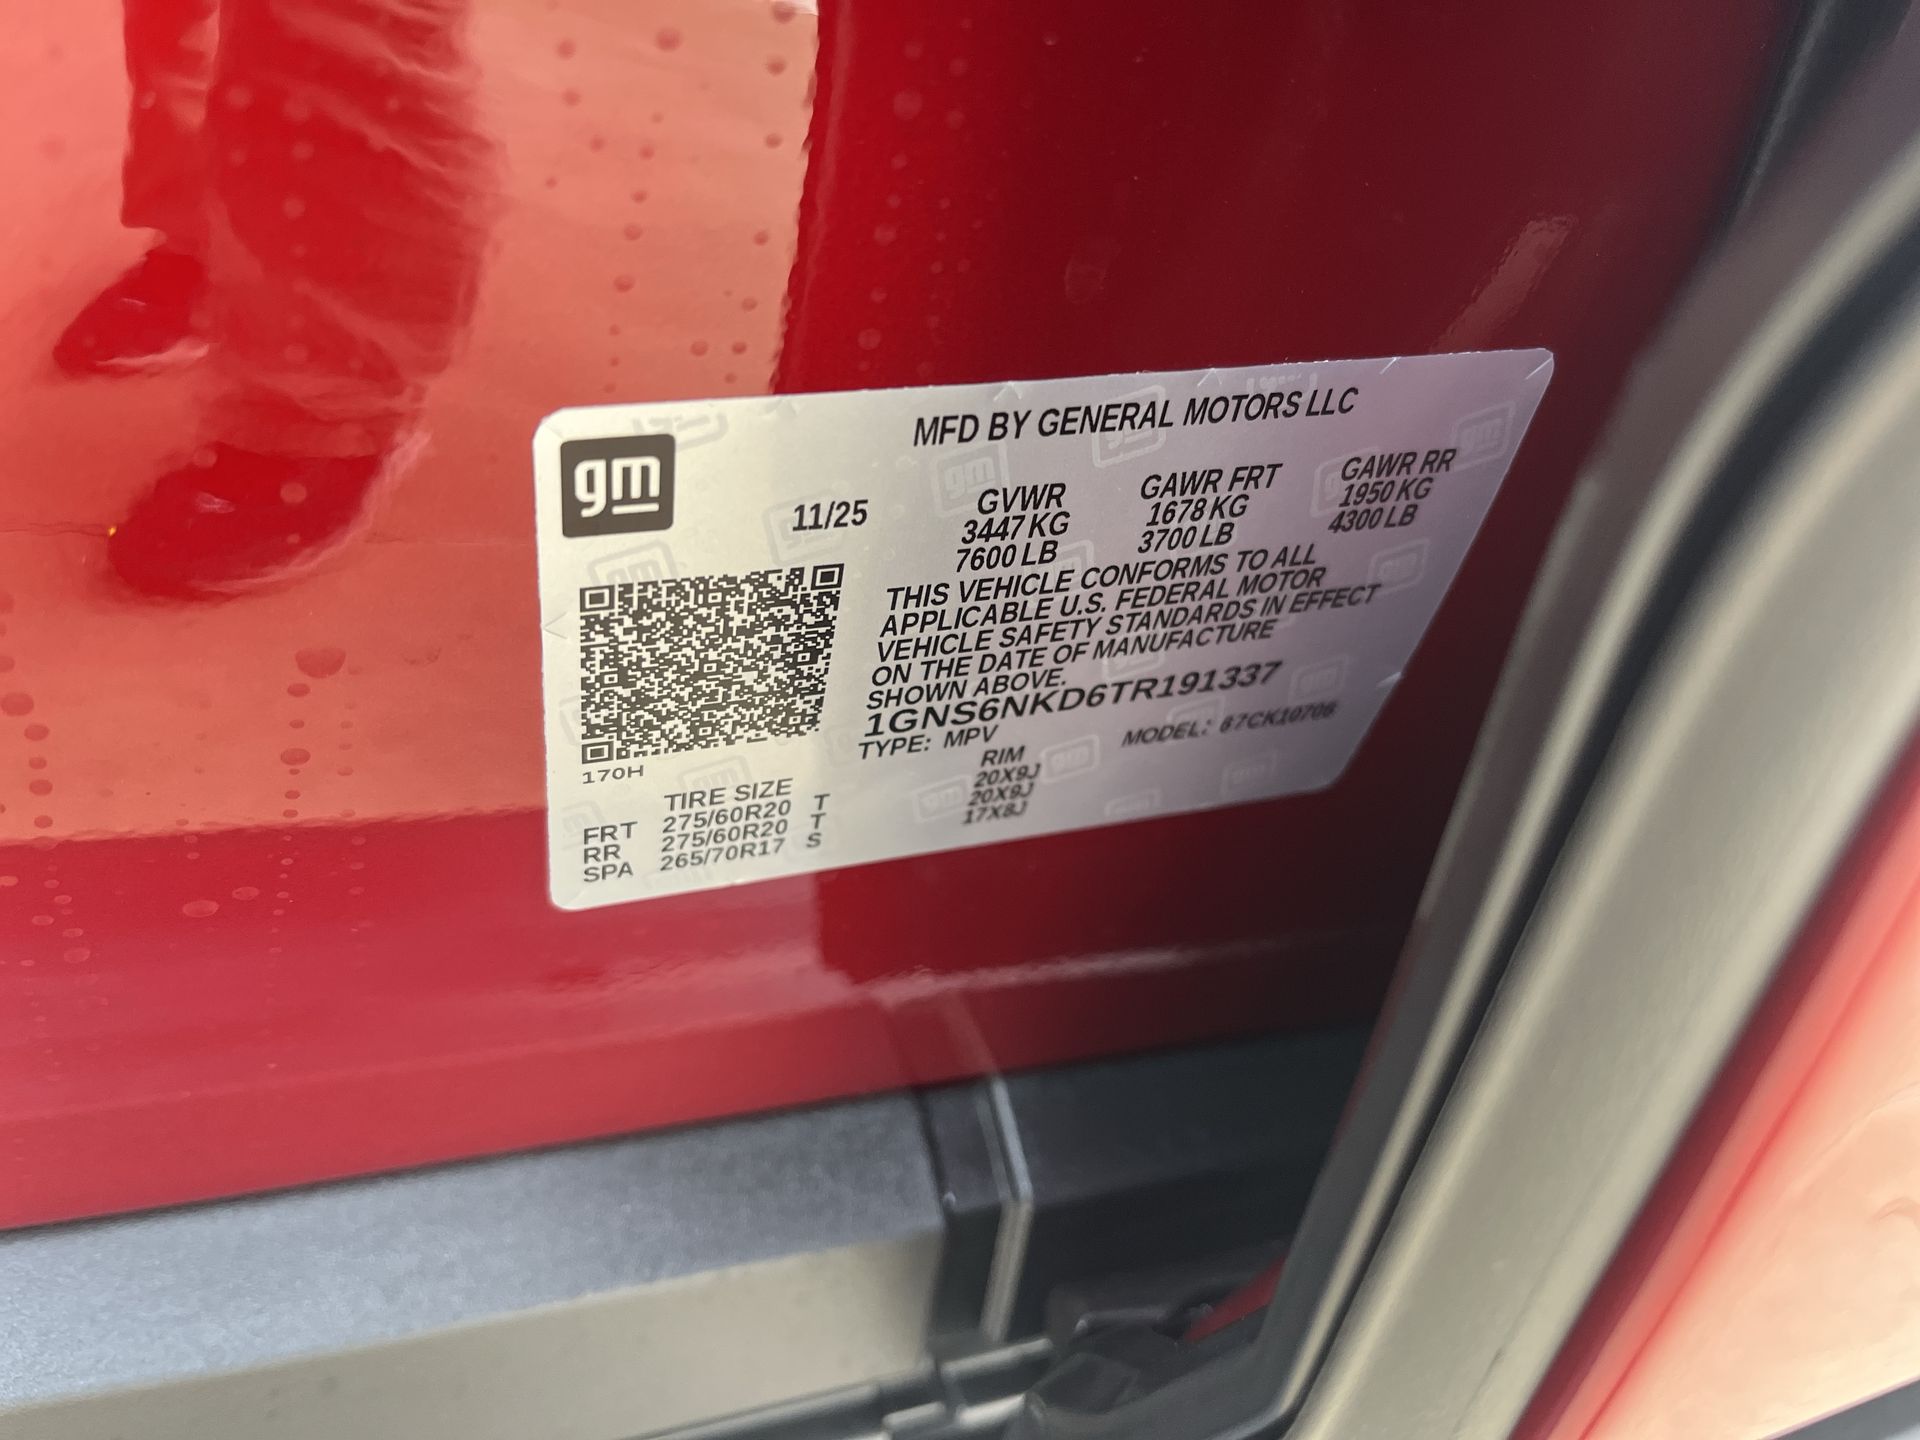 gm
MFD BY GENERAL MOTORS LLC
11/25
GVWR GAWR FRT GAWR RR
3447 KG 1678 KG 1950 KG
7600 LB 3700 LB 4300 LB
THIS VEHICLE CONFORMS TO ALL
APPLICABLE U.S. FEDERAL MOTOR
VEHICLE SAFETY STANDARDS IN EFFECT
ON THE DATE OF MANUFACTURE
SHOWN ABOVE.
1GNS6NKD6TR191337
TYPE: MPV MODEL: 67CK10706
170H
TIRE SIZE RIM
FRT 275/60R20 T 20X9J
RR 275/60R20 T 20X9J
SPA 265/70R17 S 17X8J